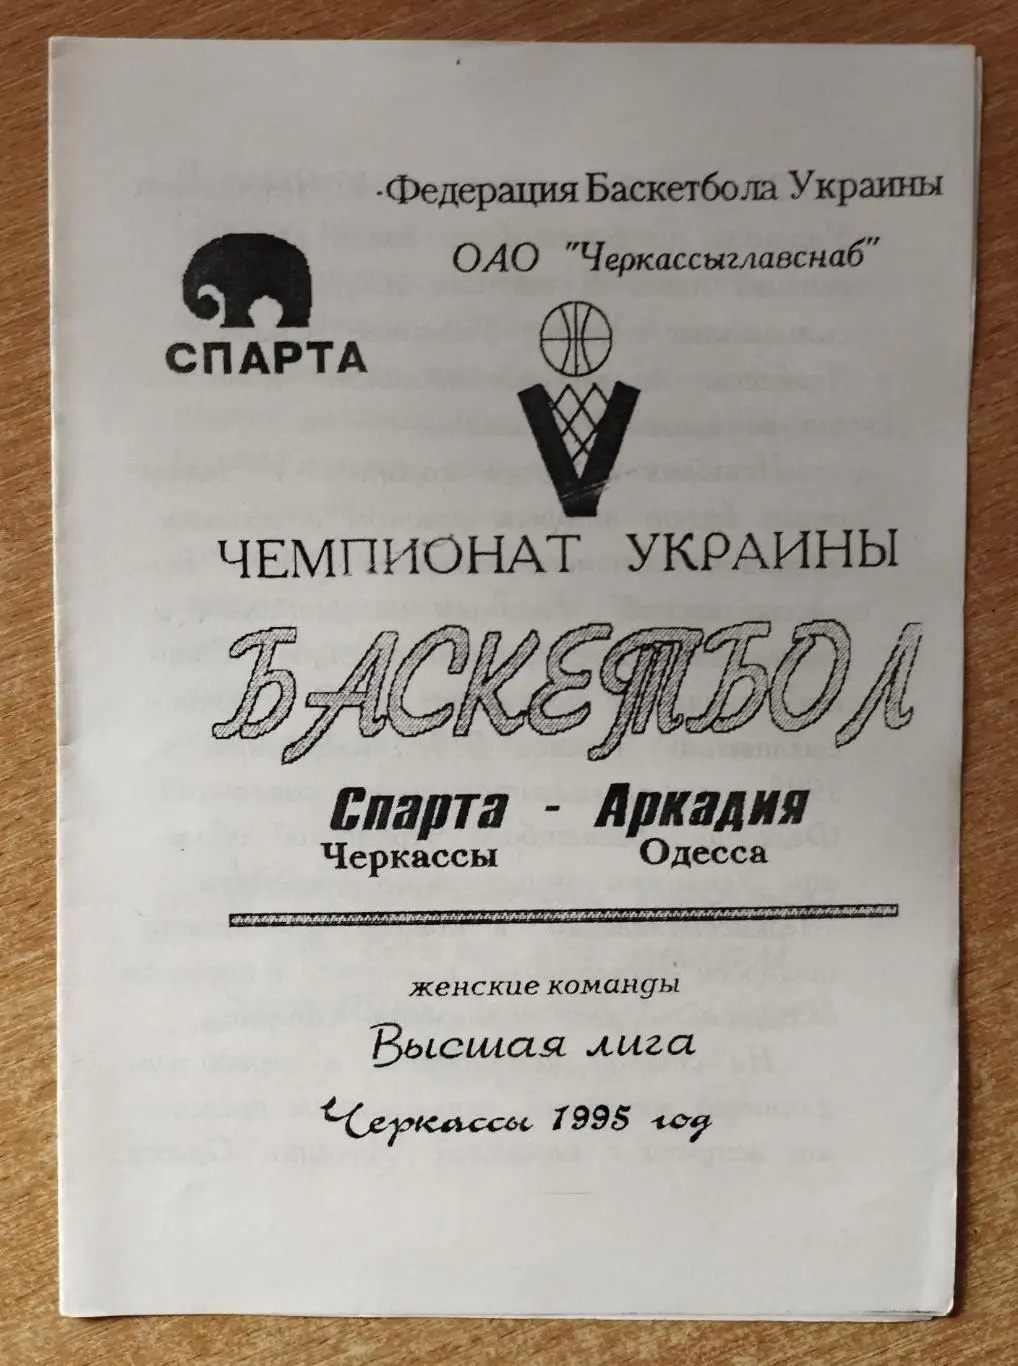 Федерация Баскетбола Украины
ОАО "Черкассыглавснаб"
СПАРТА
ЧЕМПИОНАТ УКРАИНЫ
БАСКЕТБОЛ
Спарта - Аркадия
Черкассы Одесса
женские команды
Высшая лига
Черкассы 1995 год